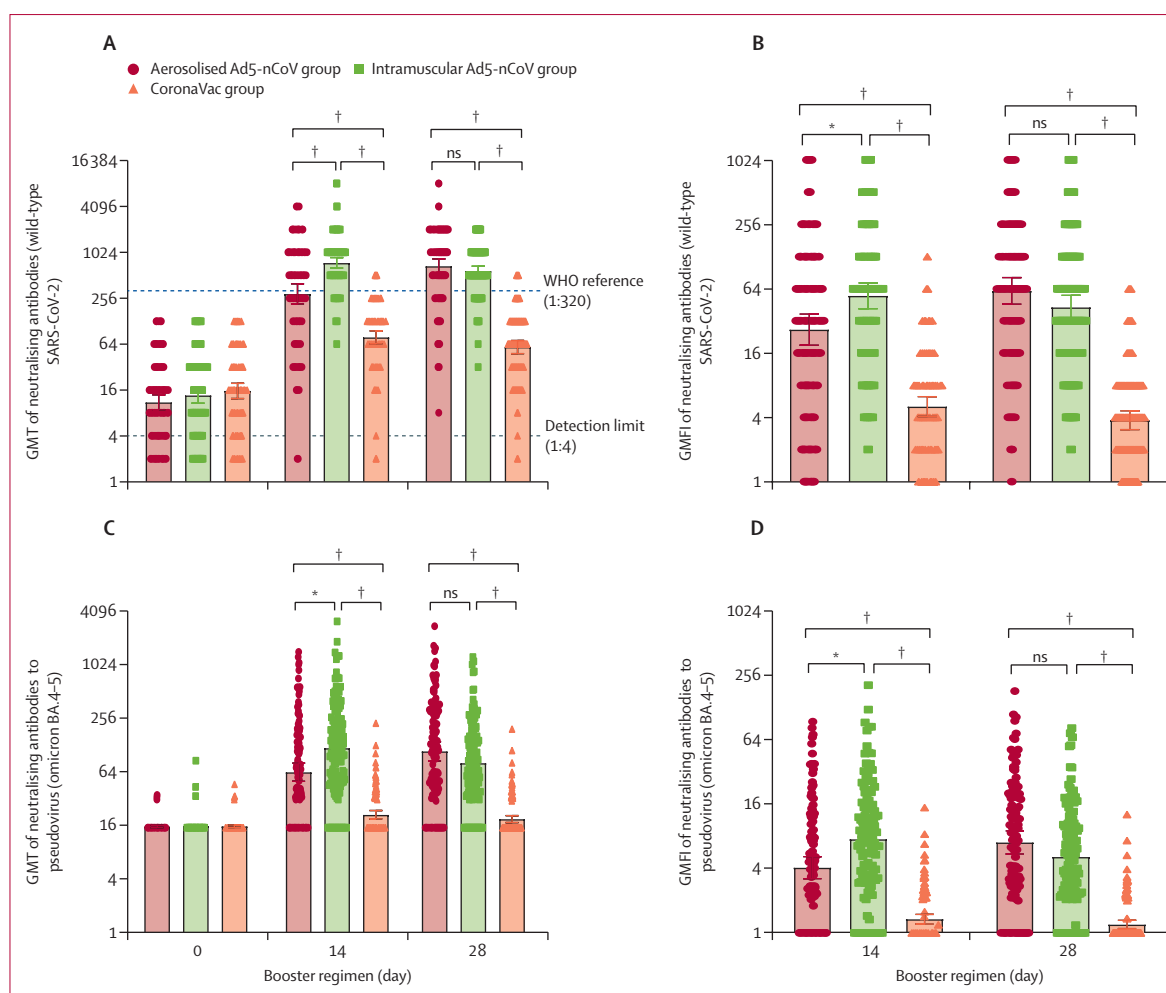 A
Aerosolised Ad5-nCoV group
Intramuscular Ad5-nCoV group
CoronaVac group
GMT of neutralising antibodies (wild-type
SARS-CoV-2)
16 384
4096
1024
256
64
16
4
1
†
† †
†
ns †
WHO reference
(1:320)
Detection limit
(1:4)
B
GMFI of neutralising antibodies (wild-type
SARS-CoV-2)
1024
256
64
16
4
1
†
* †
†
ns †
C
GMT of neutralising antibodies to
pseudovirus (omicron BA.4–5)
4096
1024
256
64
16
4
1
†
* †
†
ns †
0 14 28
Booster regimen (day)
D
GMFI of neutralising antibodies to
pseudovirus (omicron BA.4–5)
1024
256
64
16
4
1
†
* †
†
ns †
14 28
Booster regimen (day)